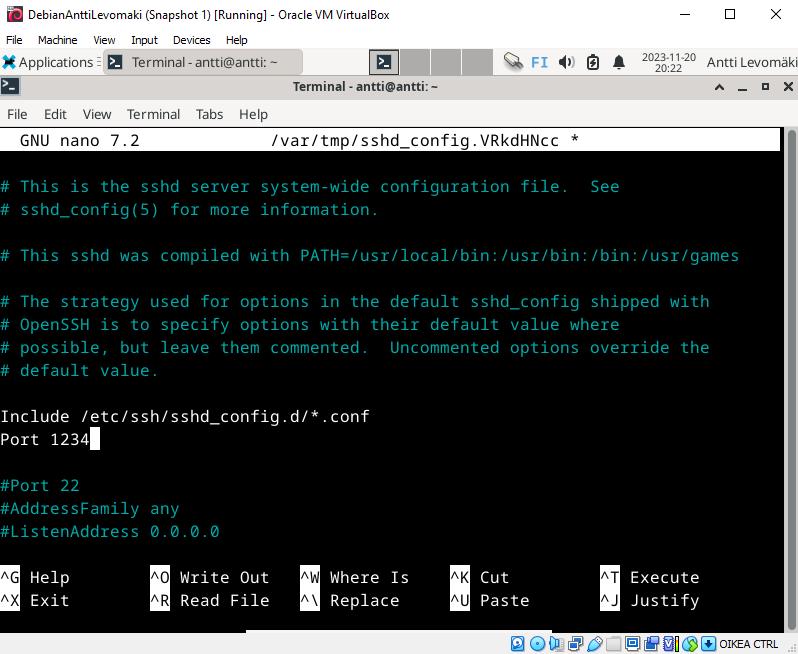 DebianAnttiLevomaki (Snapshot 1) [Running] - Oracle VM VirtualBox
File Machine View Input Devices Help
Applications Terminal - antti@antti: ~ FI 2023-11-20 20:22 Antti Levomäki
Terminal - antti@antti: ~
File Edit View Terminal Tabs Help
GNU nano 7.2 /var/tmp/sshd_config.VRkdHNcc *
# This is the sshd server system-wide configuration file.  See
# sshd_config(5) for more information.
# This sshd was compiled with PATH=/usr/local/bin:/usr/bin:/bin:/usr/games
# The strategy used for options in the default sshd_config shipped with
# OpenSSH is to specify options with their default value where
# possible, but leave them commented.  Uncommented options override the
# default value.
Include /etc/ssh/sshd_config.d/*.conf
Port 1234
#Port 22
#AddressFamily any
#ListenAddress 0.0.0.0
^G Help ^O Write Out ^W Where Is ^K Cut ^T Execute
^X Exit ^R Read File ^\ Replace ^U Paste ^J Justify
OIKEA CTRL